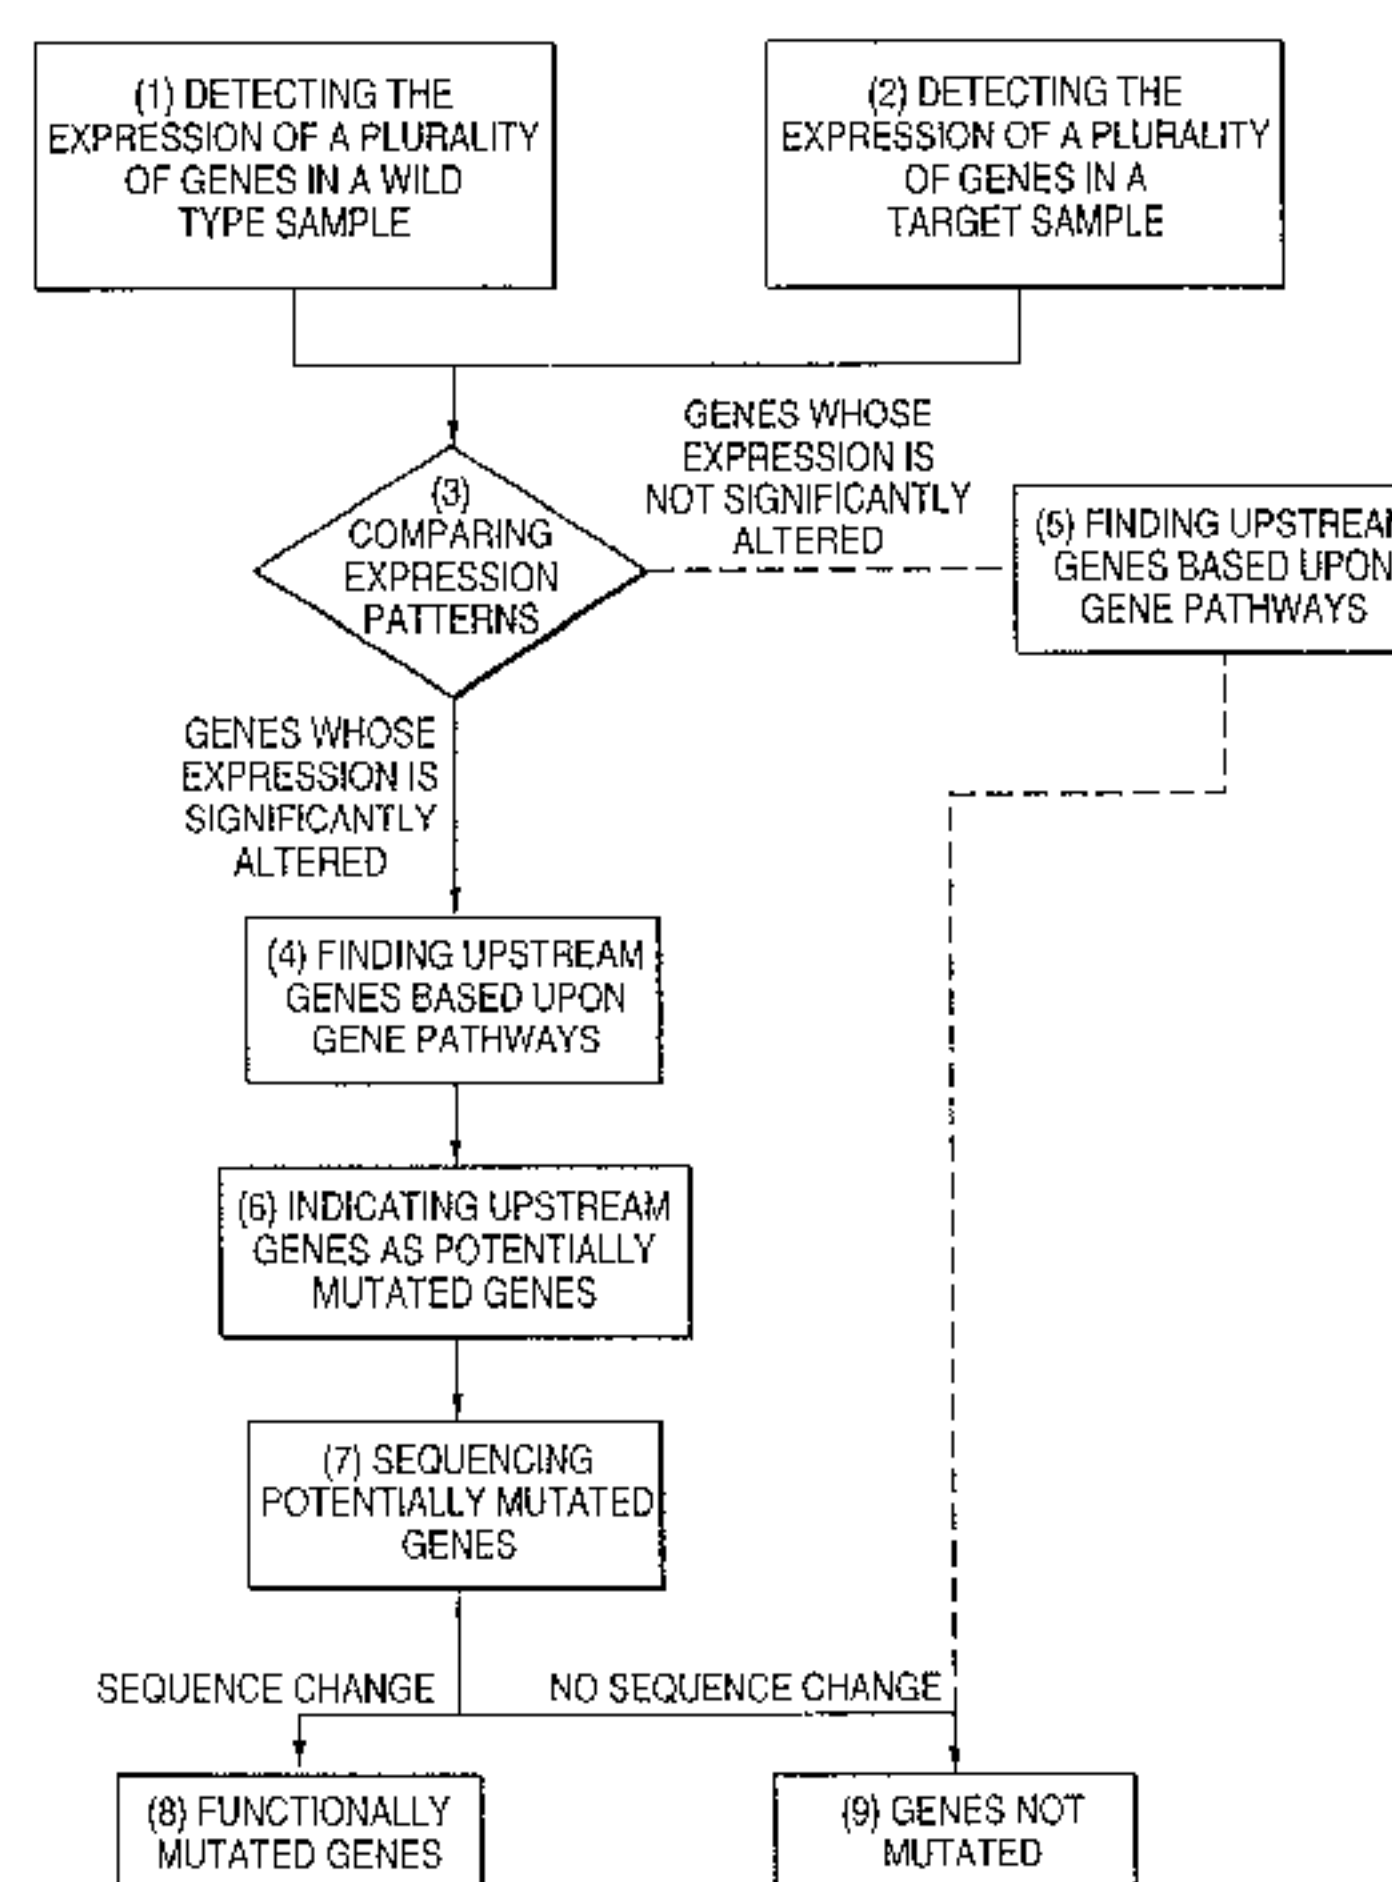 (1) DETECTING THE
EXPRESSION OF A PLURALITY
OF GENES IN A WILD
TYPE SAMPLE
(2) DETECTING THE
EXPRESSION OF A PLURALITY
OF GENES IN A
TARGET SAMPLE
(3)
COMPARING
EXPRESSION
PATTERNS
GENES WHOSE
EXPRESSION IS
NOT SIGNIFICANTLY
ALTERED
(5) FINDING UPSTREAM
GENES BASED UPON
GENE PATHWAYS
GENES WHOSE
EXPRESSION IS
SIGNIFICANTLY
ALTERED
(4) FINDING UPSTREAM
GENES BASED UPON
GENE PATHWAYS
(6) INDICATING UPSTREAM
GENES AS POTENTIALLY
MUTATED GENES
(7) SEQUENCING
POTENTIALLY MUTATED
GENES
SEQUENCE CHANGE
NO SEQUENCE CHANGE
(8) FUNCTIONALLY
MUTATED GENES
(9) GENES NOT
MUTATED